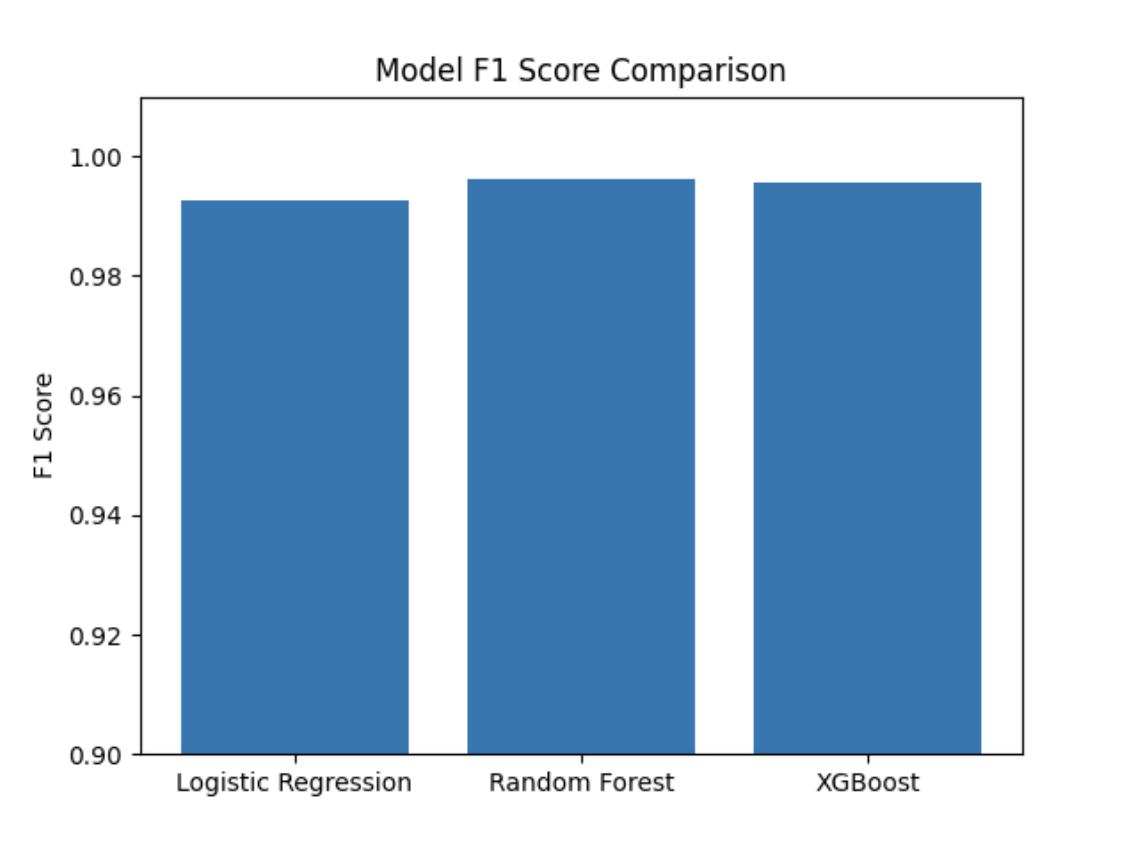 Model F1 Score Comparison
F1 Score
1.00
0.98
0.96
0.94
0.92
0.90
Logistic Regression
Random Forest
XGBoost